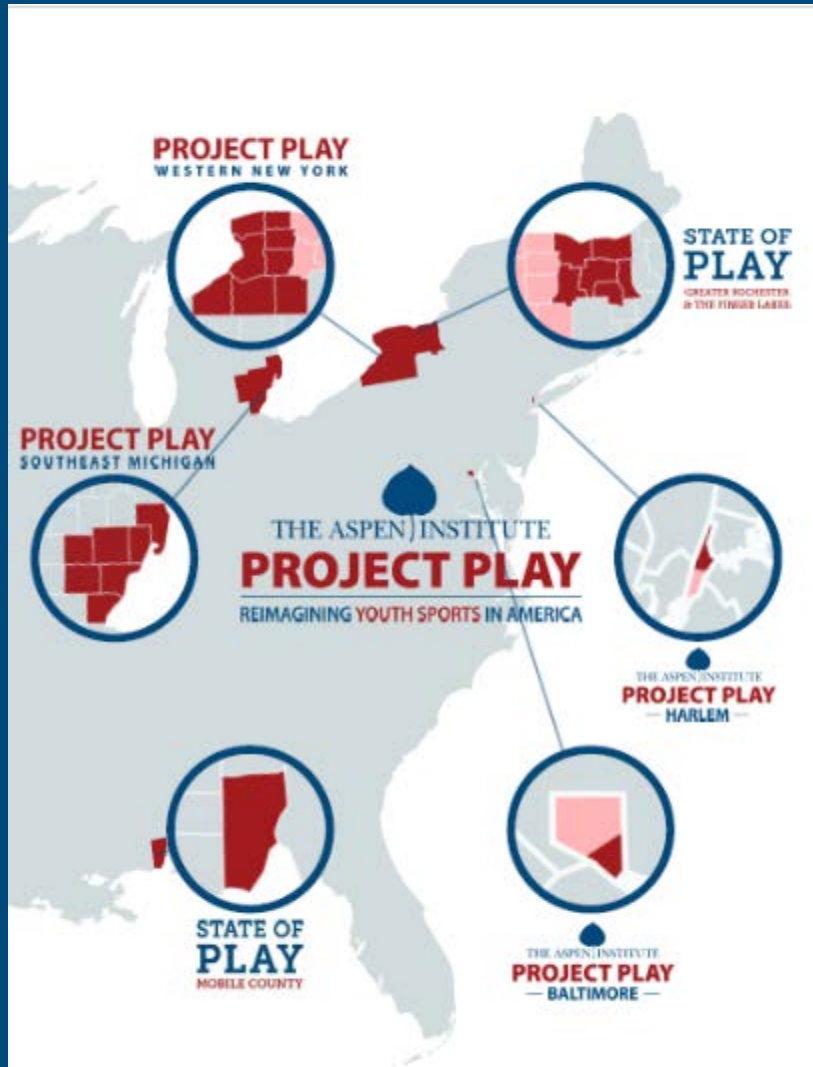 PROJECT PLAY
WESTERN NEW YORK
STATE OF
PLAY
GREATER ROCHESTER
& THE FINGER LAKES
PROJECT PLAY
SOUTHEAST MICHIGAN
THE ASPEN INSTITUTE
PROJECT PLAY
REIMAGINING YOUTH SPORTS IN AMERICA
THE ASPEN INSTITUTE
PROJECT PLAY
— HARLEM —
STATE OF
PLAY
MOBILE COUNTY
THE ASPEN INSTITUTE
PROJECT PLAY
— BALTIMORE —